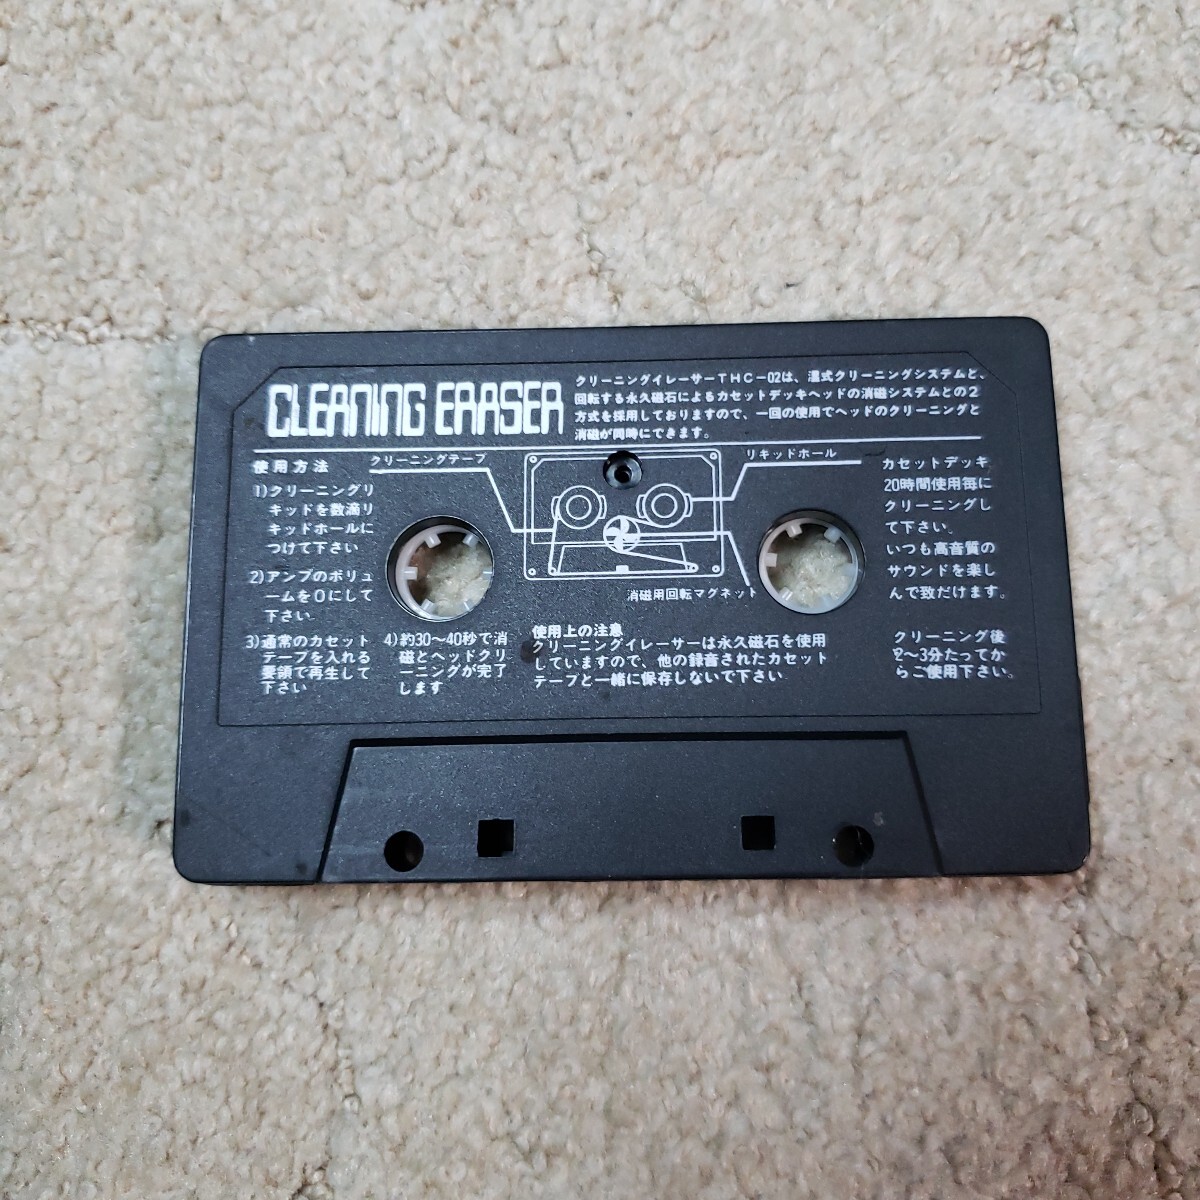 CLEANING ERASER
クリーニングイレーサーTHC-02は、湿式クリーニングシステムと、
回転する永久磁石によるカセットデッキヘッドの消磁システムとの2
方式を採用しておりますので、一回の使用でヘッドのクリーニングと
消磁が同時にできます。
使用方法
1)クリーニングリ
キッドを数滴リ
キッドホールに
つけて下さい
2)アンプのボリュ
ームを0にして
下さい.
3)通常のカセット
テープを入れる
要領で再生して
下さい
4)約30〜40秒で消
磁とヘッドクリ
ーニングが完了
します
クリーニングテープ
リキッドホール
消磁用回転マグネット
使用上の注意
クリーニングイレーサーは永久磁石を使用
していますので、他の録音されたカセット
テープと一緒に保存しないで下さい.
カセットデッキ
20時間使用毎に
クリーニングし
て下さい.
いつも高音質の
サウンドを楽し
んで致だけます。
クリーニング後
2〜3分たってか
らご使用下さい。